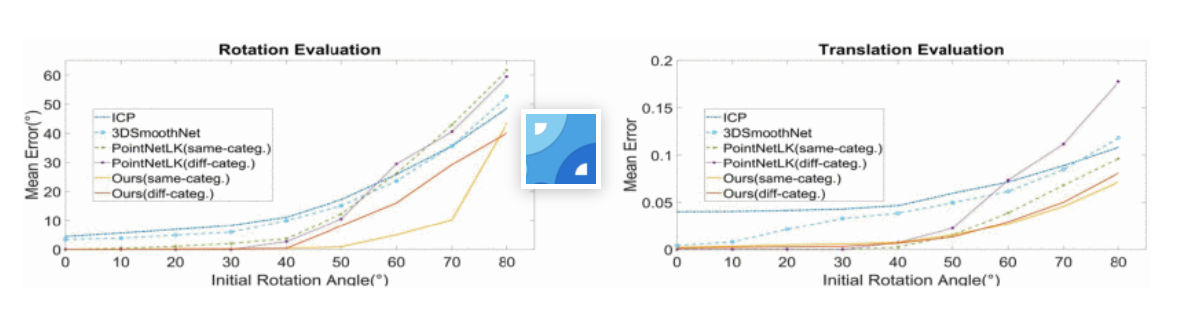 Rotation Evaluation
60
50
40
30
20
10
0
Mean Error(°)
ICP
3DSmoothNet
PointNetLK(same-categ.)
PointNetLK(diff-categ.)
Ours(same-categ.)
Ours(diff-categ.)
0 10 20 30 40 50 60 70 80
Initial Rotation Angle(°)
Translation Evaluation
0.2
0.15
0.1
0.05
0
Mean Error
ICP
3DSmoothNet
PointNetLK(same-categ.)
PointNetLK(diff-categ.)
Ours(same-categ.)
Ours(diff-categ.)
0 10 20 30 40 50 60 70 80
Initial Rotation Angle(°)